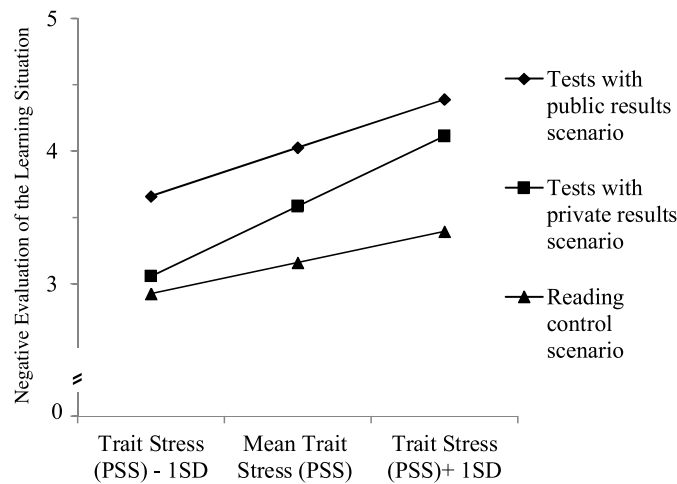 Negative Evaluation of the Learning Situation
5
4
3
0
Trait Stress
(PSS) - 1SD
Mean Trait
Stress (PSS)
Trait Stress
(PSS)+ 1SD
Tests with
public results
scenario
Tests with
private results
scenario
Reading
control
scenario